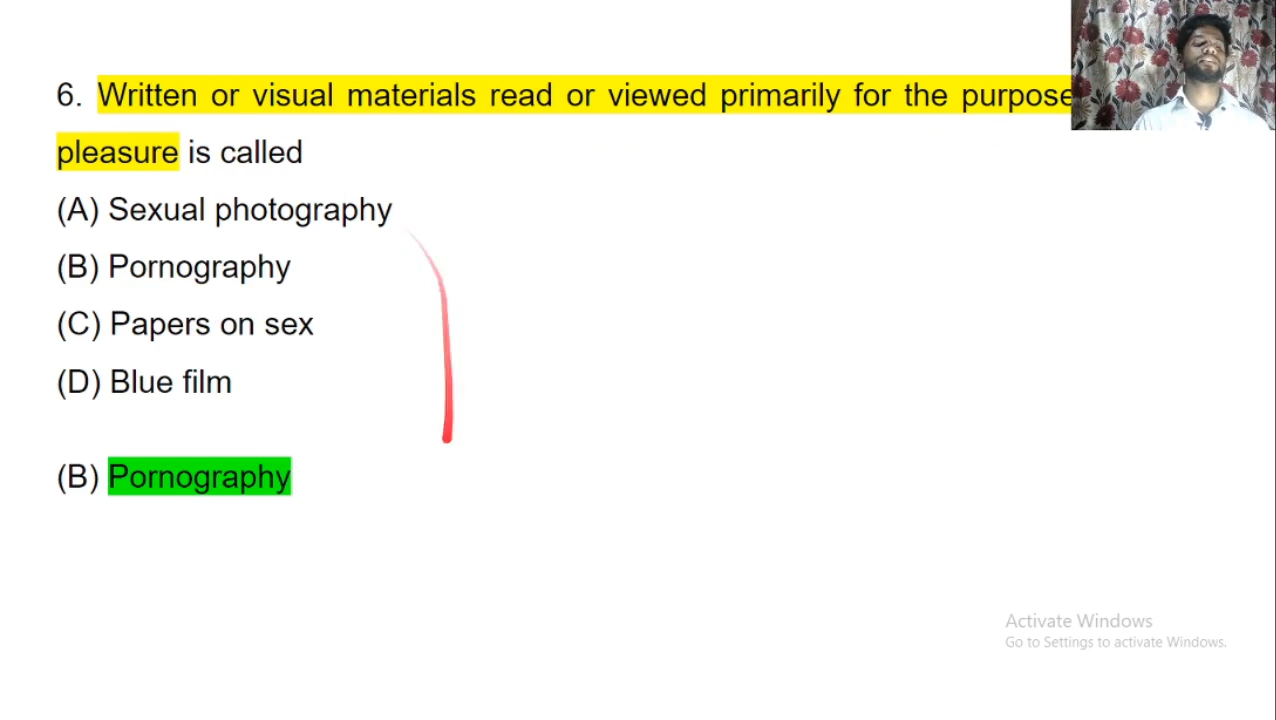 6. Written or visual materials read or viewed primarily for the purpose
pleasure is called
(A) Sexual photography
(B) Pornography
(C) Papers on sex
(D) Blue film
(B) Pornography
Activate Windows
Go to Settings to activate Windows.